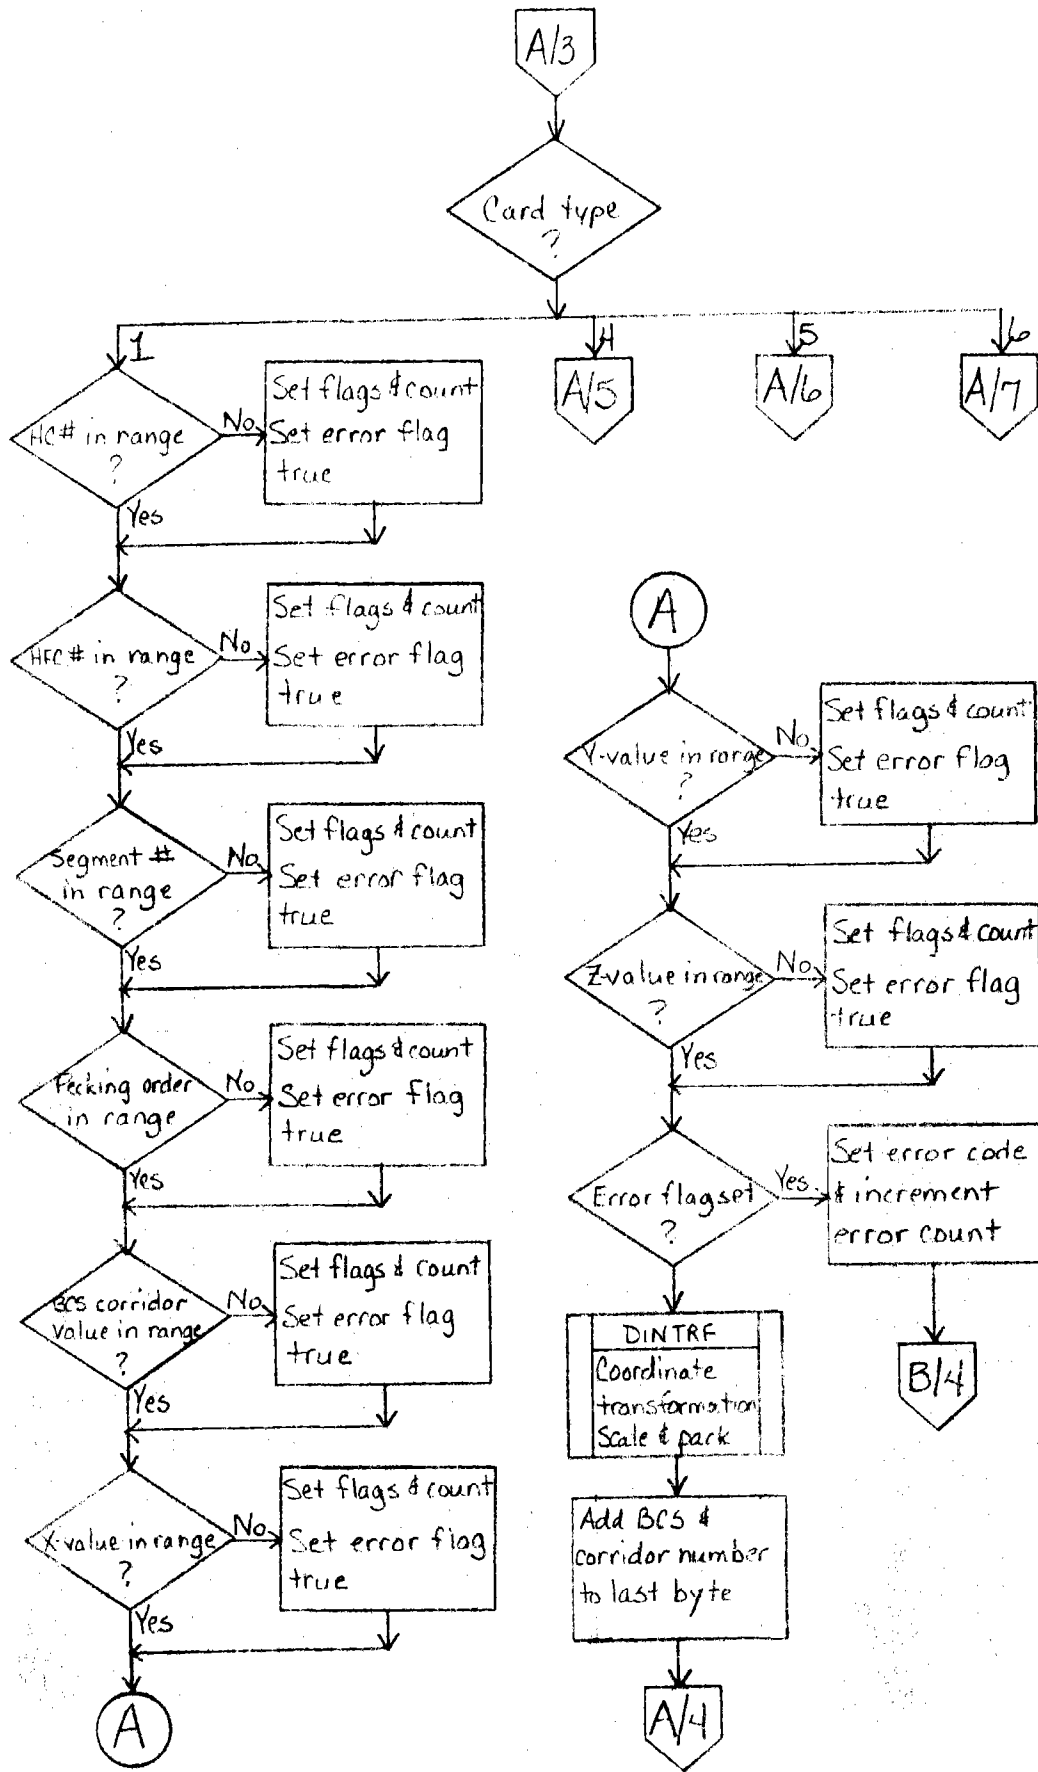 A/3
Card type
?
1
4
5
6
A/5
A/6
A/7
HC# in range
?
No
Set flags & count
Set error flag
true
Yes
HFC# in range
?
No
Set flags & count
Set error flag
true
Yes
Segment #
in range
?
No
Set flags & count
Set error flag
true
Yes
Pecking order
in range
No
Set flags & count
Set error flag
true
Yes
BCS corridor
Value in range
?
No
Set flags & count
Set error flag
true
Yes
X-value in range
?
No
Set flags & count
Set error flag
true
Yes
A
A
Y-value in range
?
No
Set flags & count
Set error flag
true
Yes
Z-value in range
?
No
Set flags & count
Set error flag
true
Yes
Error flag set
?
Yes
Set error code
& increment
error count
B/4
DINTRF
Coordinate
transformation
Scale & pack
Add BCS &
corridor number
to last byte
A/4